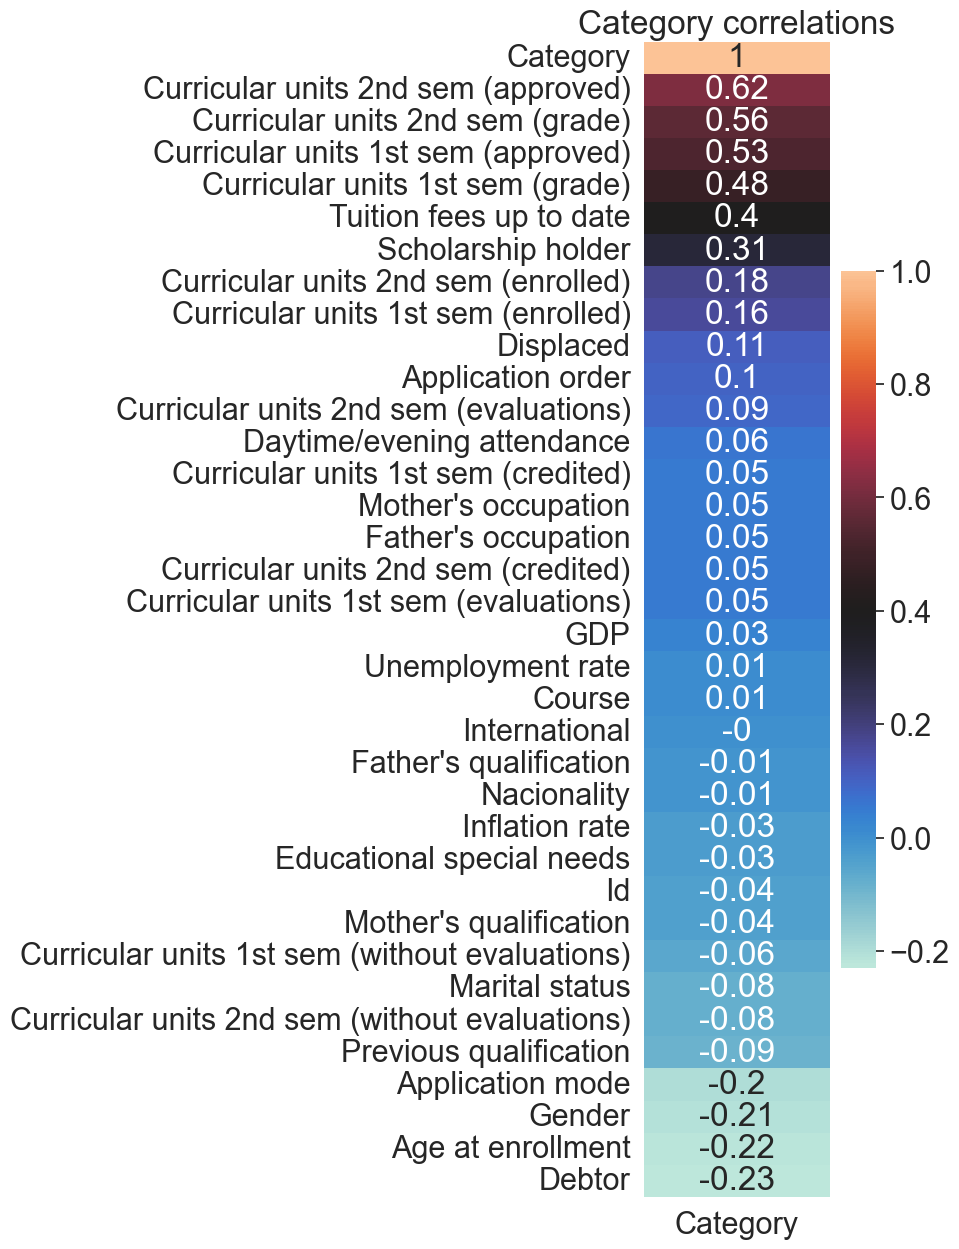 Category correlations
Category 1
Curricular units 2nd sem (approved) 0.62
Curricular units 2nd sem (grade) 0.56
Curricular units 1st sem (approved) 0.53
Curricular units 1st sem (grade) 0.48
Tuition fees up to date 0.4
Scholarship holder 0.31
Curricular units 2nd sem (enrolled) 0.18
Curricular units 1st sem (enrolled) 0.16
Displaced 0.11
Application order 0.1
Curricular units 2nd sem (evaluations) 0.09
Daytime/evening attendance 0.06
Curricular units 1st sem (credited) 0.05
Mother's occupation 0.05
Father's occupation 0.05
Curricular units 2nd sem (credited) 0.05
Curricular units 1st sem (evaluations) 0.05
GDP 0.03
Unemployment rate 0.01
Course 0.01
International -0
Father's qualification -0.01
Nacionality -0.01
Inflation rate -0.03
Educational special needs -0.03
Id -0.04
Mother's qualification -0.04
Curricular units 1st sem (without evaluations) -0.06
Marital status -0.08
Curricular units 2nd sem (without evaluations) -0.08
Previous qualification -0.09
Application mode -0.2
Gender -0.21
Age at enrollment -0.22
Debtor -0.23
Category
1.0
0.8
0.6
0.4
0.2
0.0
−0.2